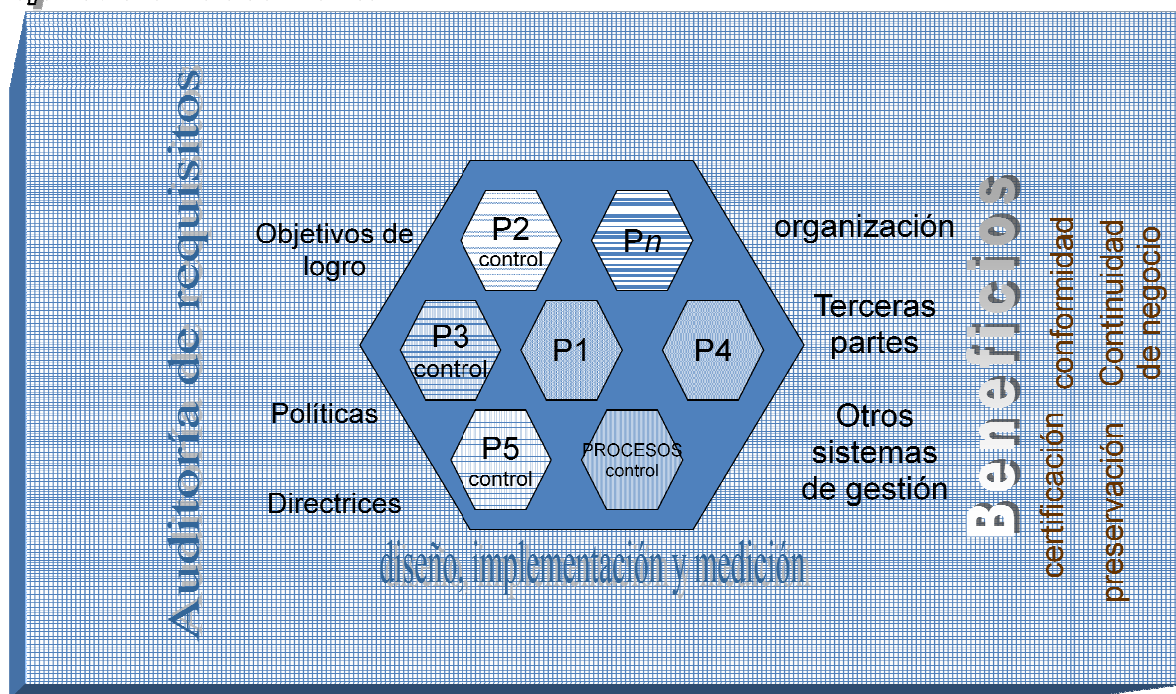 Auditoría de requisitos
Objetivos de
logro
Políticas
Directrices
P2
control
Pn
P3
control
P1
P4
P5
control
PROCESOS
control
diseño, implementación y medición
organización
Terceras
partes
Otros
sistemas
de gestión
Beneficios
certificación conformidad
preservación Continuidad
de negocio